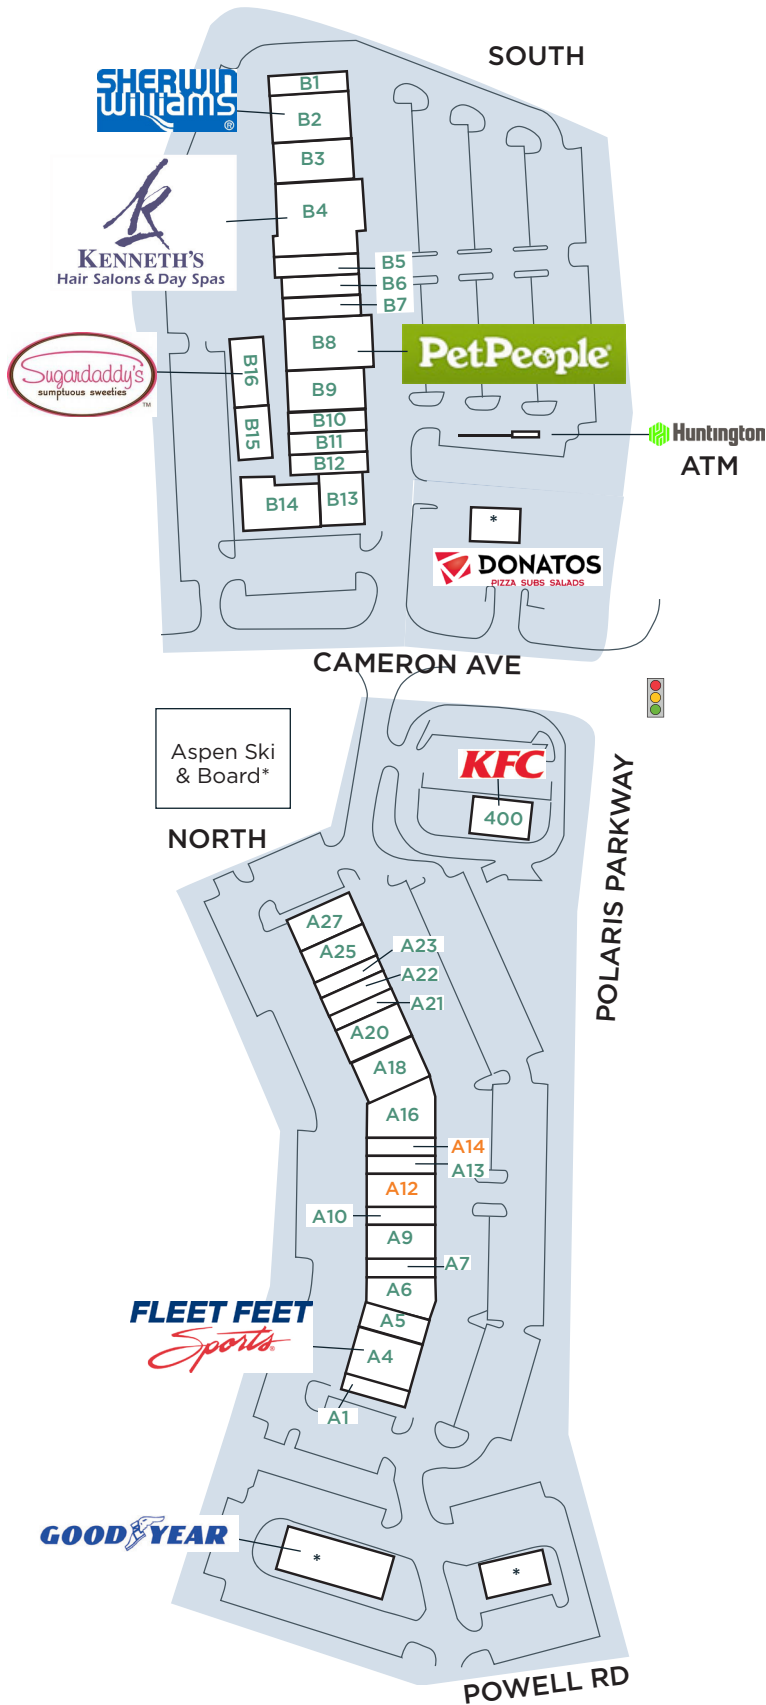 SOUTH
SHERWIN
WILLIAMS
®
B1
B2
B3
B4
k
KENNETH'S
Hair Salons & Day Spas
B5
B6
B7
B8
PetPeople®
Sugardaddy's
sumptuous sweeties
™
B16
B9
B15
B10
B11
B12
Huntington
ATM
B14
B13
*
DONATOS
PIZZA SUBS SALADS
CAMERON AVE
Aspen Ski
& Board*
KFC
400
NORTH
POLARIS PARKWAY
A27
A25
A23
A22
A21
A20
A18
A16
A14
A13
A12
A10
A9
A7
A6
FLEET FEET
Sports®
A5
A4
A1
GOODYEAR
*
*
POWELL RD